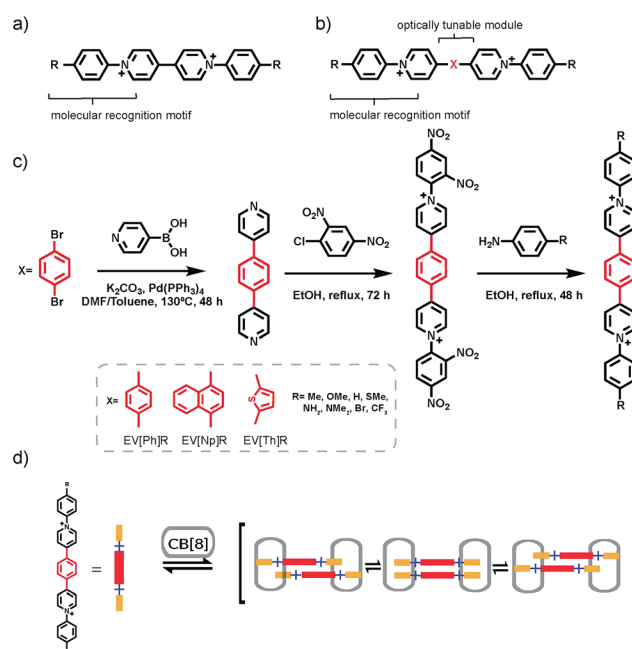 a)
b)
optically tunable module
R
N
+
+
N
R
R
N
+
X
N
+
R
molecular recognition motif
molecular recognition motif
c)
X=
Br
Br
N
OH
B
OH
K₂CO₃, Pd(PPh₃)₄
DMF/Toluene, 130ºC, 48 h
N
N
O₂N
Cl
NO₂
EtOH, reflux, 72 h
NO₂
NO₂
+
N
N
+
NO₂
NO₂
H₂N
R
EtOH, reflux, 48 h
R
+
N
N
+
R
X=
S
R= Me, OMe, H, SMe,
NH₂, NMe₂, Br, CF₃
EV[Ph]R
EV[Np]R
EV[Th]R
d)
R
+
N
N
+
=
CB[8]